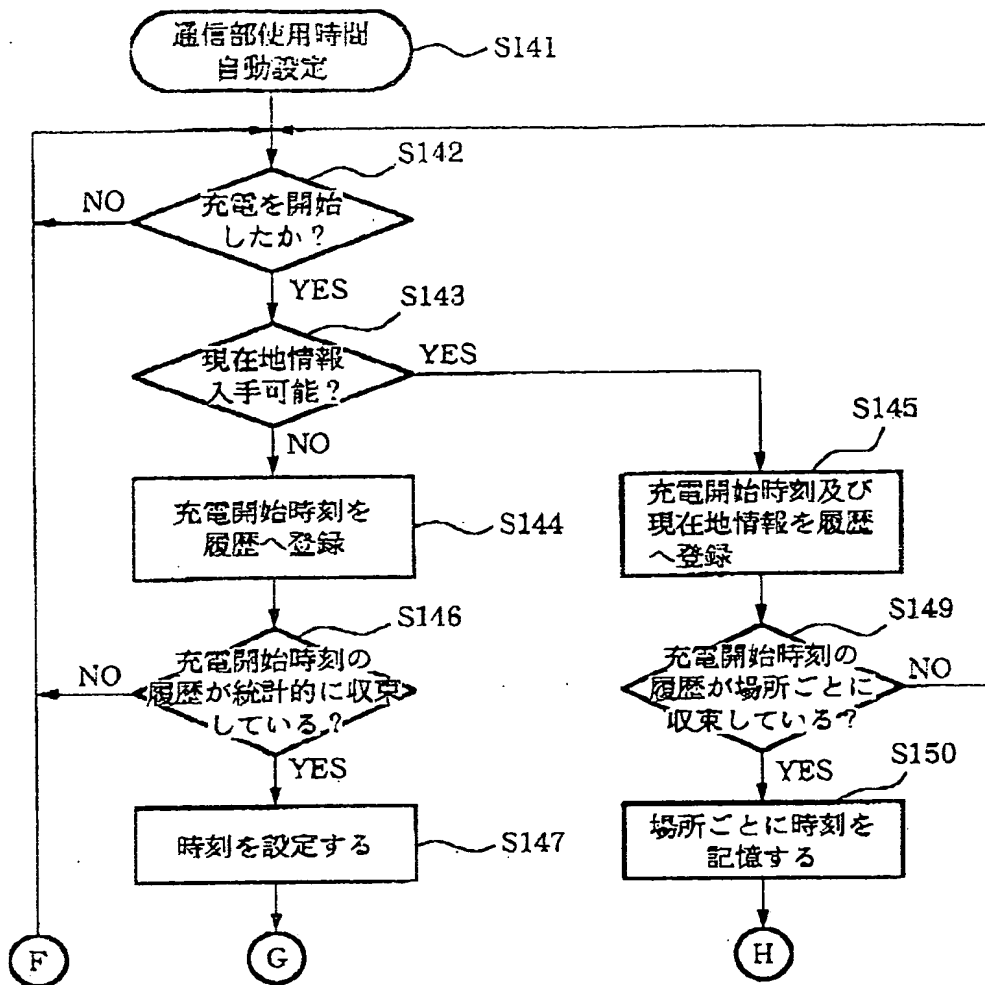 通信部使用時間
自動設定
S141
S142
NO
充電を開始
したか？
YES
S143
現在地情報
入手可能？
YES
NO
S145
充電開始時刻を
履歴へ登録
S144
充電開始時刻及び
現在地情報を履歴
へ登録
S146
充電開始時刻の
履歴が統計的に収束
している？
NO
YES
S149
充電開始時刻の
履歴が場所ごとに
収束している？
NO
YES
S150
時刻を設定する
S147
場所ごとに時刻を
記憶する
F
G
H